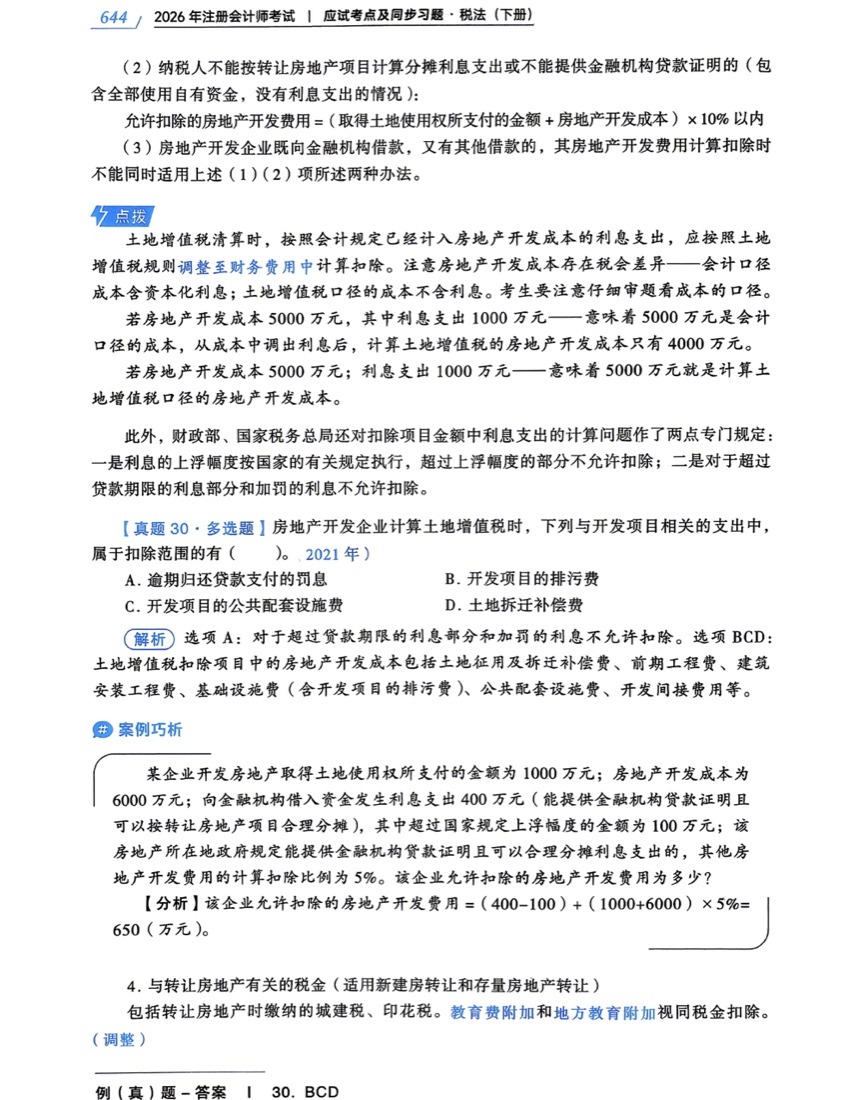 644 2026年注册会计师考试 | 应试考点及同步习题·税法（下册）
（2）纳税人不能按转让房地产项目计算分摊利息支出或不能提供金融机构贷款证明的（包
含全部使用自有资金，没有利息支出的情况）：
允许扣除的房地产开发费用=（取得土地使用权所支付的金额+房地产开发成本）×10%以内
（3）房地产开发企业既向金融机构借款，又有其他借款的，其房地产开发费用计算扣除时
不能同时适用上述（1）（2）项所述两种办法。
点拨
土地增值税清算时，按照会计规定已经计入房地产开发成本的利息支出，应按照土地
增值税规则调整至财务费用中计算扣除。注意房地产开发成本存在税会差异——会计口径
成本含资本化利息；土地增值税口径的成本不含利息。考生要注意仔细审题看成本的口径。
若房地产开发成本5000万元，其中利息支出1000万元——意味着5000万元是会计
口径的成本，从成本中调出利息后，计算土地增值税的房地产开发成本只有4000万元。
若房地产开发成本5000万元；利息支出1000万元——意味着5000万元就是计算土
地增值税口径的房地产开发成本。
此外，财政部、国家税务总局还对扣除项目金额中利息支出的计算问题作了两点专门规定：
一是利息的上浮幅度按国家的有关规定执行，超过上浮幅度的部分不允许扣除；二是对于超过
贷款期限的利息部分和加罚的利息不允许扣除。
【真题30·多选题】房地产开发企业计算土地增值税时，下列与开发项目相关的支出中，
属于扣除范围的有（　　）。2021年）
A. 逾期归还贷款支付的罚息　B. 开发项目的排污费
C. 开发项目的公共配套设施费　D. 土地拆迁补偿费
解析 选项A：对于超过贷款期限的利息部分和加罚的利息不允许扣除。选项BCD：
土地增值税扣除项目中的房地产开发成本包括土地征用及拆迁补偿费、前期工程费、建筑
安装工程费、基础设施费（含开发项目的排污费）、公共配套设施费、开发间接费用等。
# 案例巧析
某企业开发房地产取得土地使用权所支付的金额为1000万元；房地产开发成本为
6000万元；向金融机构借入资金发生利息支出400万元（能提供金融机构贷款证明且
可以按转让房地产项目合理分摊），其中超过国家规定上浮幅度的金额为100万元；该
房地产所在地政府规定能提供金融机构贷款证明且可以合理分摊利息支出的，其他房
地产开发费用的计算扣除比例为5%。该企业允许扣除的房地产开发费用为多少？
【分析】该企业允许扣除的房地产开发费用=（400-100）+（1000+6000）×5%=
650（万元）。
4. 与转让房地产有关的税金（适用新建房转让和存量房地产转让）
包括转让房地产时缴纳的城建税、印花税。教育费附加和地方教育附加视同税金扣除。
（调整）
例（真）题-答案 | 30. BCD